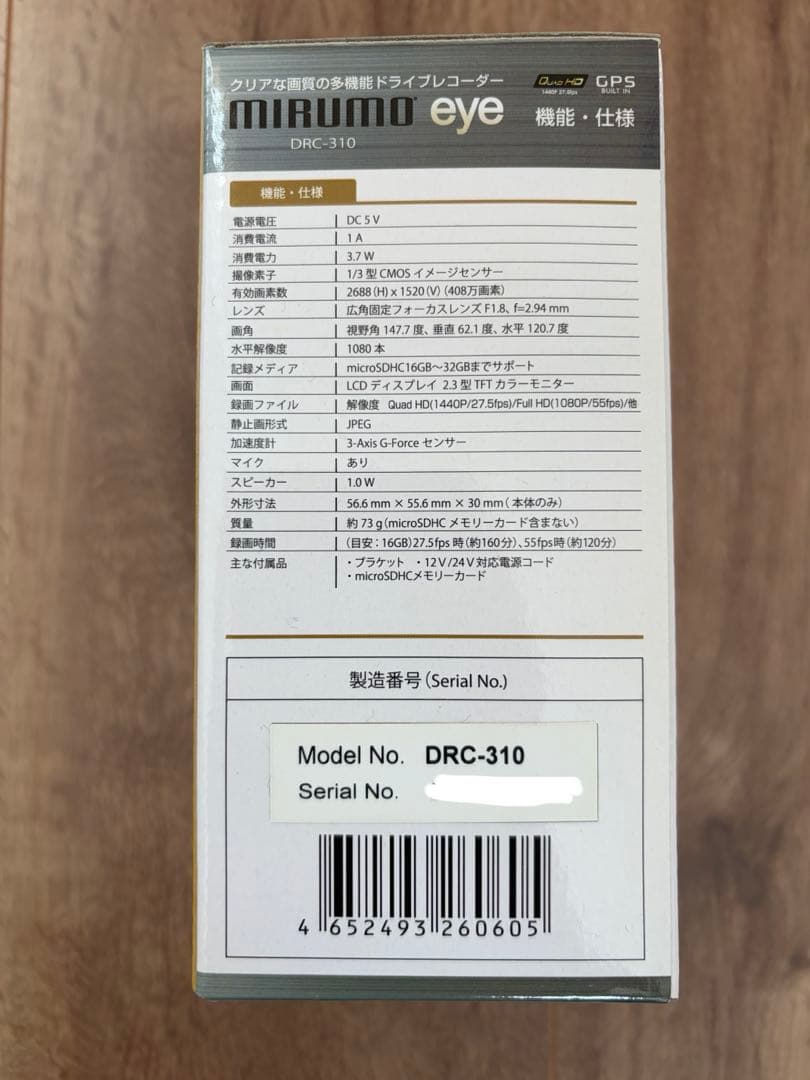 クリアな画質の多機能ドライブレコーダー
QUAD HD
1440P 27.5fps
GPS
BUILT IN
MIRUMO eye
機能・仕様
DRC-310
機能・仕様
電源電圧 DC 5 V
消費電流 1 A
消費電力 3.7 W
撮像素子 1/3 型 CMOS イメージセンサー
有効画素数 2688 (H) x 1520 (V) (408万画素)
レンズ 広角固定フォーカスレンズ F1.8、f=2.94 mm
画角 視野角 147.7 度、垂直 62.1 度、水平 120.7 度
水平解像度 1080 本
記録メディア microSDHC16GB〜32GBまでサポート
画面 LCD ディスプレイ 2.3 型 TFT カラーモニター
録画ファイル 解像度 Quad HD(1440P/27.5fps)/Full HD(1080P/55fps)/他
静止画形式 JPEG
加速度計 3-Axis G-Force センサー
マイク あり
スピーカー 1.0 W
外形寸法 56.6 mm × 55.6 mm × 30 mm (本体のみ)
質量 約 73 g (microSDHC メモリーカード含まない)
録画時間 (目安：16GB) 27.5fps 時 (約160分)、55fps 時 (約120分)
主な付属品 ・ブラケット ・12V/24V 対応電源コード
・microSDHCメモリーカード
製造番号 (Serial No.)
Model No. DRC-310
Serial No.
4 652493 260605